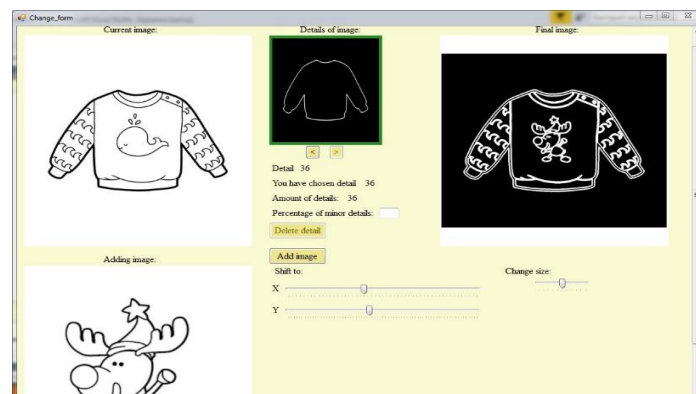 Change_form
Current image:
Details of image:
Final image:
< >
Detail 36
You have chosen detail 36
Amount of details: 36
Percentage of minor details:
Delete detail
Add image
Adding image:
Shift to:
Change size:
X
Y